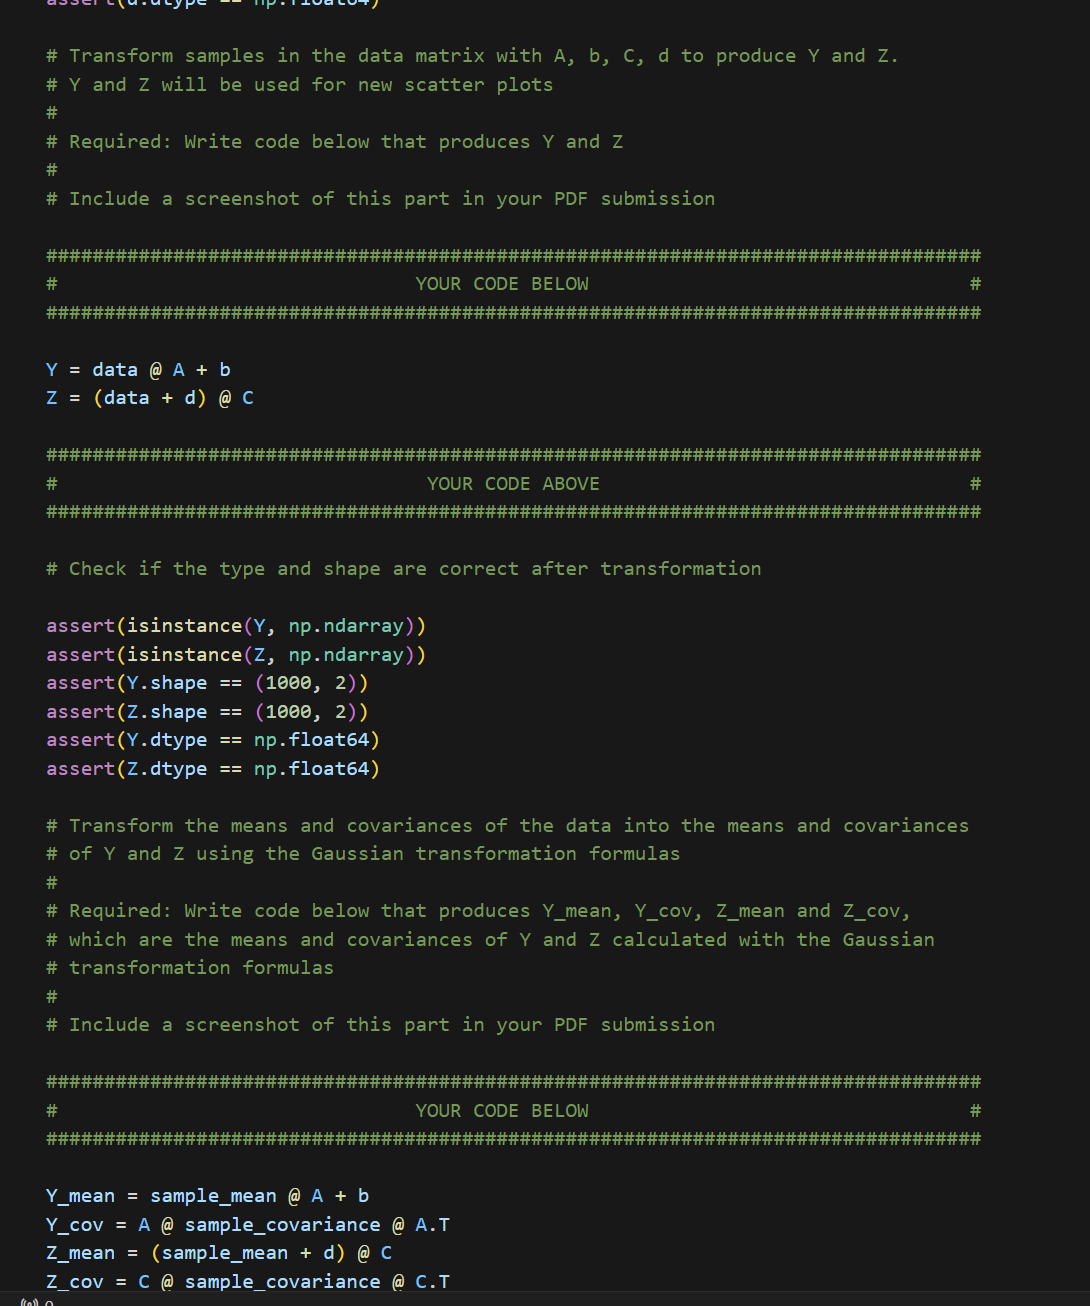 assert(d.dtype == np.float64)
# Transform samples in the data matrix with A, b, C, d to produce Y and Z.
# Y and Z will be used for new scatter plots
#
# Required: Write code below that produces Y and Z
#
# Include a screenshot of this part in your PDF submission
#################################################################################
#                               YOUR CODE BELOW                                 #
#################################################################################
Y = data @ A + b
Z = (data + d) @ C
#################################################################################
#                                YOUR CODE ABOVE                                #
#################################################################################
# Check if the type and shape are correct after transformation
assert(isinstance(Y, np.ndarray))
assert(isinstance(Z, np.ndarray))
assert(Y.shape == (1000, 2))
assert(Z.shape == (1000, 2))
assert(Y.dtype == np.float64)
assert(Z.dtype == np.float64)
# Transform the means and covariances of the data into the means and covariances
# of Y and Z using the Gaussian transformation formulas
#
# Required: Write code below that produces Y_mean, Y_cov, Z_mean and Z_cov,
# which are the means and covariances of Y and Z calculated with the Gaussian
# transformation formulas
#
# Include a screenshot of this part in your PDF submission
#################################################################################
#                               YOUR CODE BELOW                                 #
#################################################################################
Y_mean = sample_mean @ A + b
Y_cov = A @ sample_covariance @ A.T
Z_mean = (sample_mean + d) @ C
Z_cov = C @ sample_covariance @ C.T
0